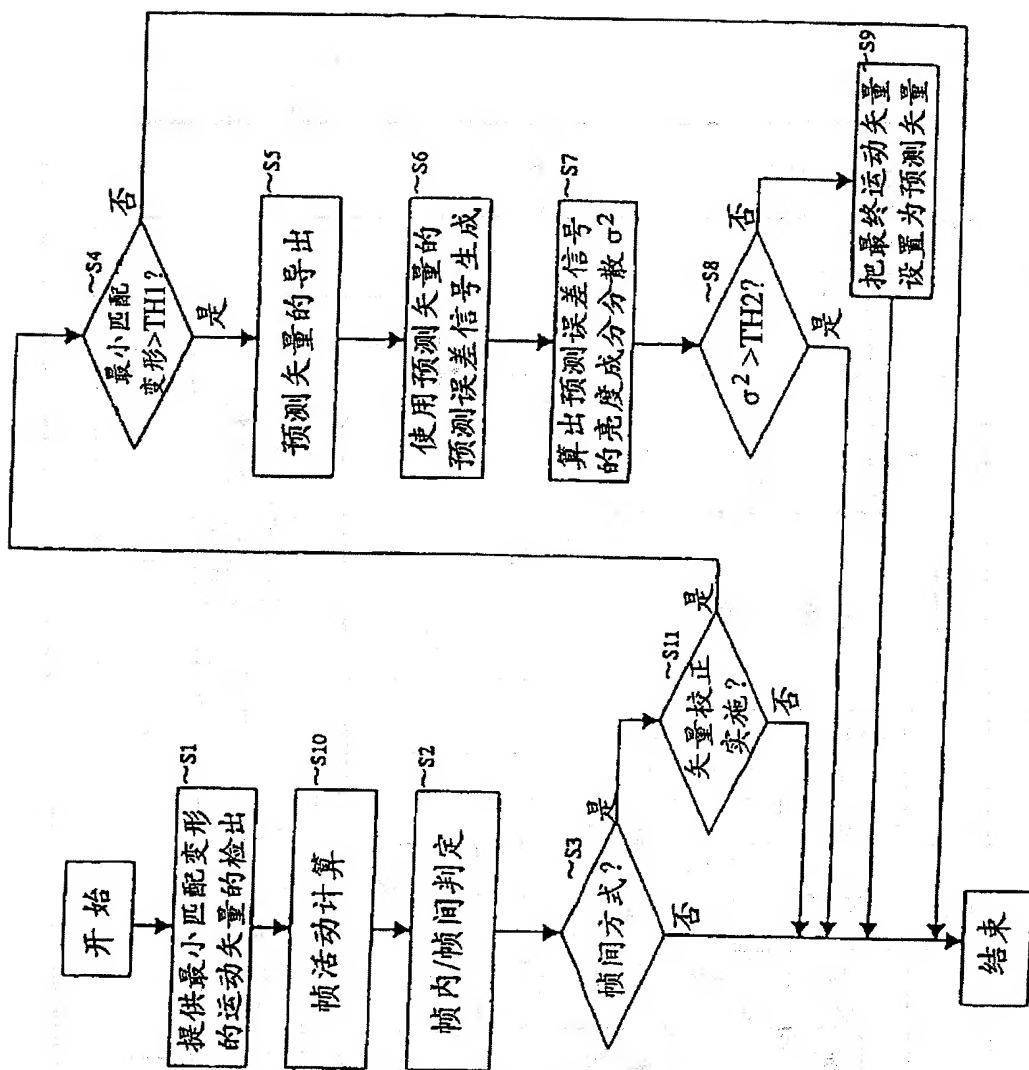 开始
~S1
提供最小匹配变形
的运动矢量的检出
~S10
帧活动计算
~S2
帧内/帧间判定
~S3
帧间方式?
是
否
~S11
矢量校正
实施?
是
否
~S4
最小匹配
变形>TH1?
否
是
~S5
预测矢量的导出
~S6
使用预测矢量的
预测误差信号生成
~S7
算出预测误差信号
的亮度成分分散σ²
~S8
σ²>TH2?
否
是
~S9
把最终运动矢量
设置为预测矢量
结束